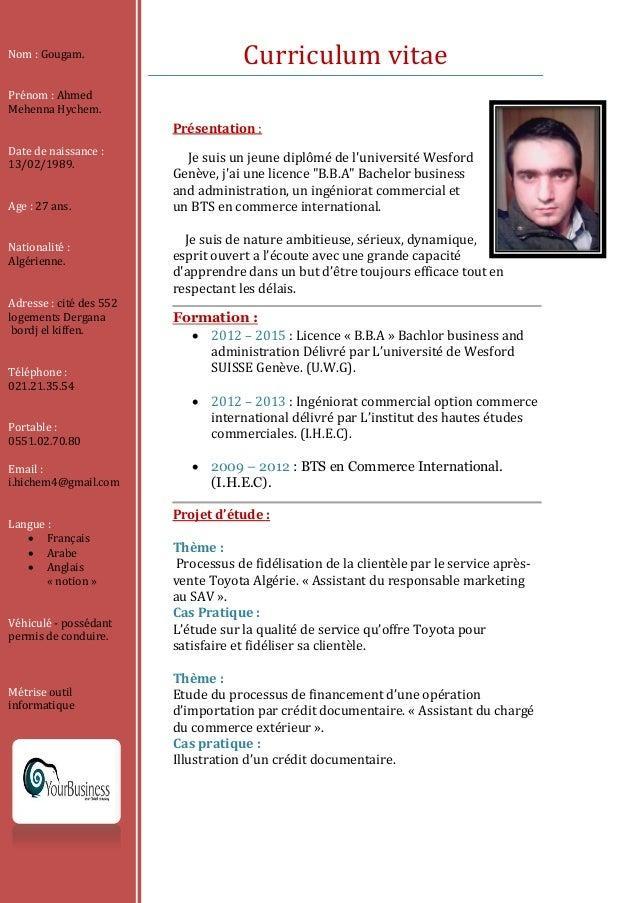 Nom : Gougam.
Prénom : Ahmed
Mehenna Hychem.
Date de naissance :
13/02/1989.
Age : 27 ans.
Nationalité :
Algérienne.
Adresse : cité des 552
logements Dergana
bordj el kiffen.
Téléphone :
021.21.35.54
Portable :
0551.02.70.80
Email :
i.hichem4@gmail.com
Langue :
• Français
• Arabe
• Anglais
« notion »
Véhiculé - possédant
permis de conduire.
Métrise outil
informatique
YourBusiness
Curriculum vitae
Présentation :
Je suis un jeune diplômé de l'université Wesford
Genève, j'ai une licence "B.B.A" Bachelor business
and administration, un ingéniorat commercial et
un BTS en commerce international.
Je suis de nature ambitieuse, sérieux, dynamique,
esprit ouvert a l'écoute avec une grande capacité
d'apprendre dans un but d'être toujours efficace tout en
respectant les délais.
Formation :
• 2012 – 2015 : Licence « B.B.A » Bachlor business and
administration Délivré par L'université de Wesford
SUISSE Genève. (U.W.G).
• 2012 – 2013 : Ingéniorat commercial option commerce
international délivré par L'institut des hautes études
commerciales. (I.H.E.C).
• 2009 – 2012 : BTS en Commerce International.
(I.H.E.C).
Projet d'étude :
Thème :
Processus de fidélisation de la clientèle par le service après-
vente Toyota Algérie. « Assistant du responsable marketing
au SAV ».
Cas Pratique :
L'étude sur la qualité de service qu'offre Toyota pour
satisfaire et fidéliser sa clientèle.
Thème :
Etude du processus de financement d'une opération
d'importation par crédit documentaire. « Assistant du chargé
du commerce extérieur ».
Cas pratique :
Illustration d'un crédit documentaire.